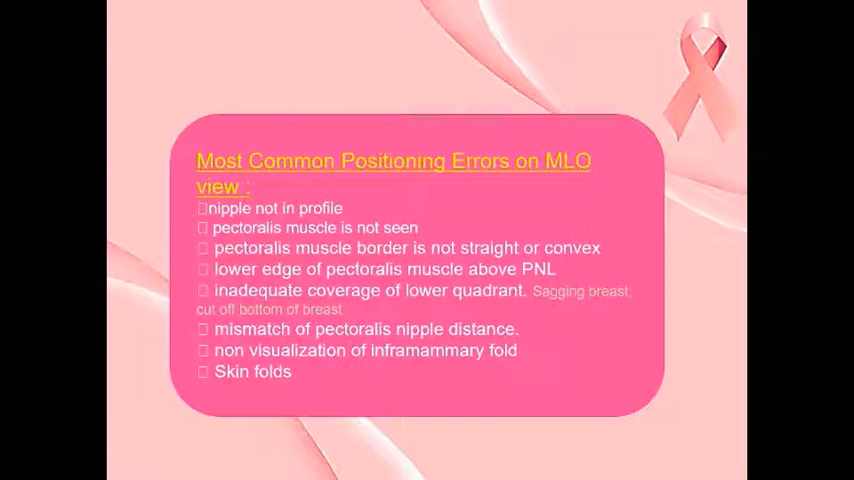 Most Common Positioning Errors on MLO
view :
nipple not in profile
pectoralis muscle is not seen
pectoralis muscle border is not straight or convex
lower edge of pectoralis muscle above PNL
inadequate coverage of lower quadrant. Sagging breast,
cut off bottom of breast
mismatch of pectoralis nipple distance.
non visualization of inframammary fold
Skin folds